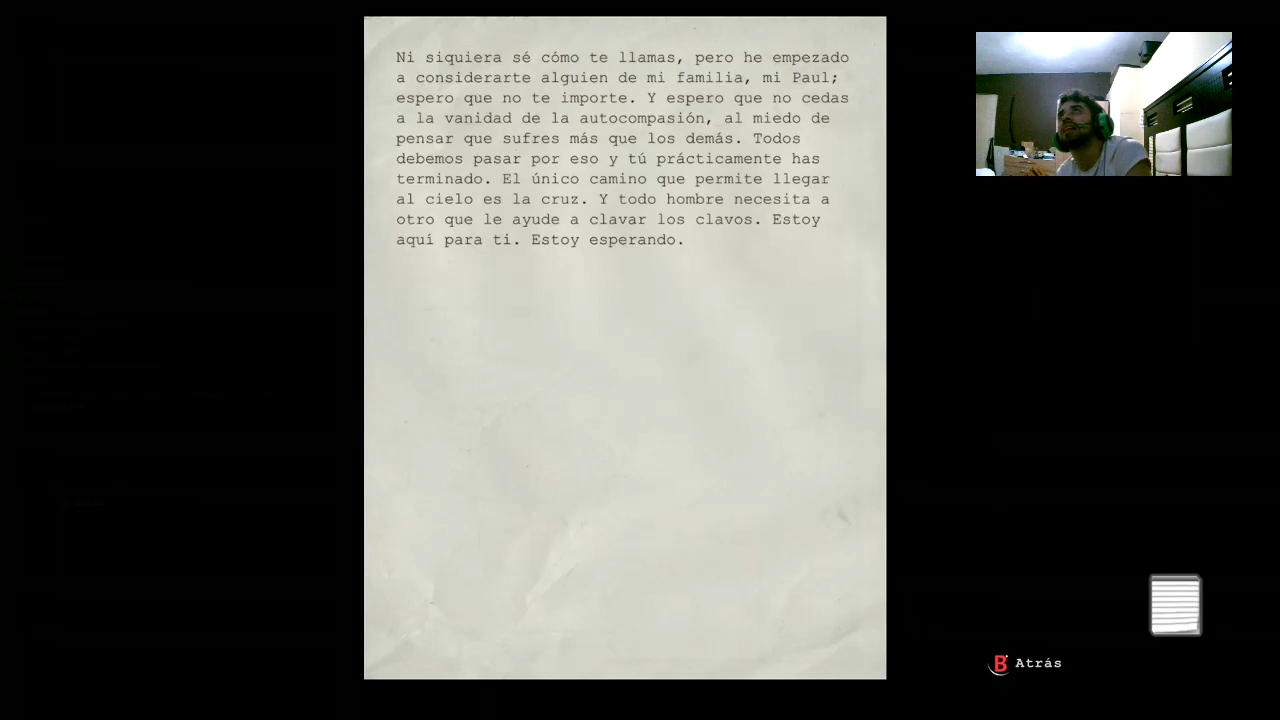 Ni siquiera sé cómo te llamas, pero he empezado
a considerarte alguien de mi familia, mi Paul;
espero que no te importe. Y espero que no cedas
a la vanidad de la autocompasión, al miedo de
pensar que sufres más que los demás. Todos
debemos pasar por eso y tú prácticamente has
terminado. El único camino que permite llegar
al cielo es la cruz. Y todo hombre necesita a
otro que le ayude a clavar los clavos. Estoy
aquí para ti. Estoy esperando.
B Atrás